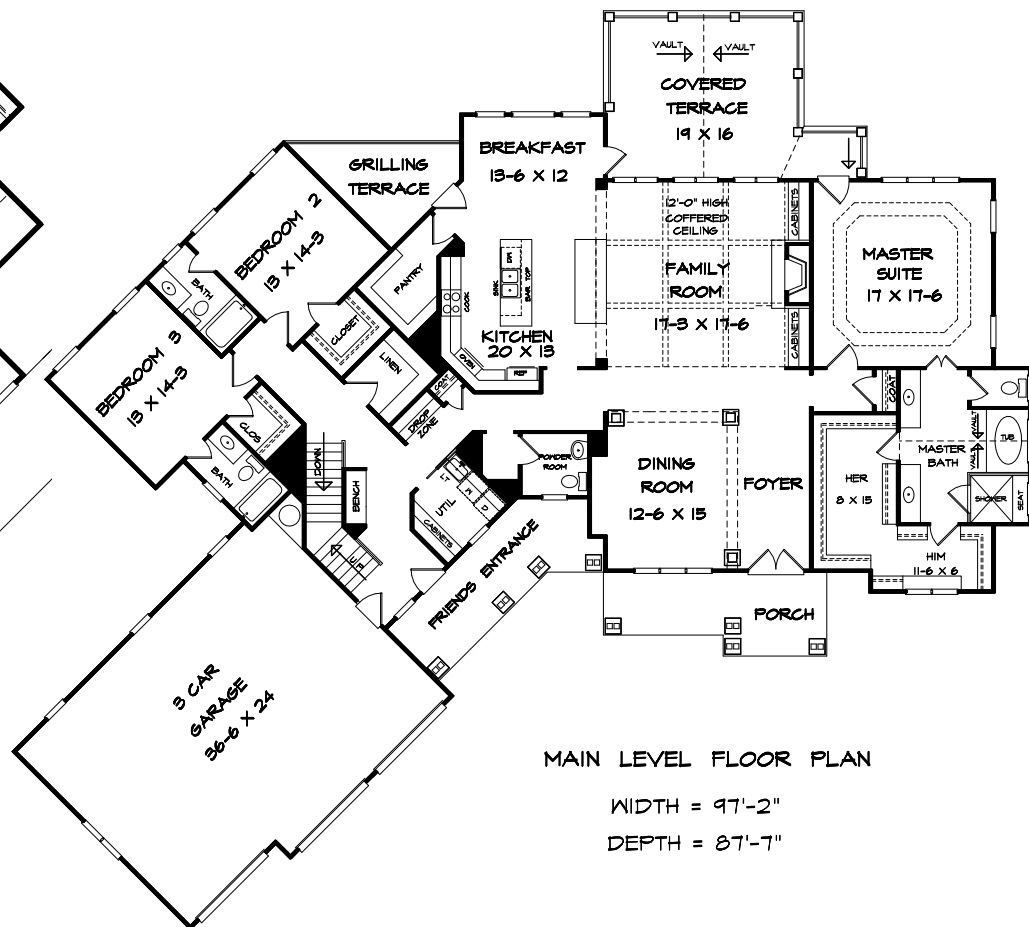 VAULT
VAULT
COVERED
TERRACE
19 X 16
BREAKFAST
13-6 X 12
GRILLING
TERRACE
BEDROOM 2
13 X 14-3
12'-0" HIGH
COFFERED
CEILING
CABINETS
FAMILY
ROOM
17-3 X 17-6
CABINETS
MASTER
SUITE
17 X 17-6
PANTRY
DW
SINK
BAR TOP
COOK
KITCHEN
20 X 13
OVEN
REF
BATH
CLOSET
LINEN
BEDROOM 3
13 X 14-3
COAT
DROP
ZONE
CLOS
BATH
DOWN
BENCH
UP
LT
W
D
UTIL
CABINETS
POWDER
ROOM
DINING
ROOM
12-6 X 15
FOYER
COAT
HER
8 X 15
MASTER
BATH
VAULT
VAULT
TUB
SHOWER
SEAT
HIM
11-6 X 6
FRIENDS ENTRANCE
PORCH
3 CAR
GARAGE
36-6 X 24
MAIN LEVEL FLOOR PLAN
WIDTH = 97'-2"
DEPTH = 87'-7"